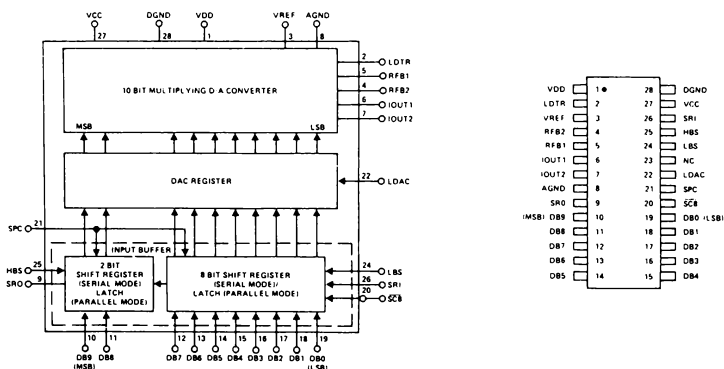 VCC DGND VDD VREF AGND
27 28 1 3 8
10 BIT MULTIPLYING D-A CONVERTER
MSB LSB
2 LDTR
5 RFB1
4 RFB2
6 IOUT1
7 IOUT2
DAC REGISTER
22 LDAC
SPC 21
INPUT BUFFER
HBS 25
SRO 9
2 BIT
SHIFT REGISTER
(SERIAL MODE)
LATCH
(PARALLEL MODE)
8 BIT SHIFT REGISTER
(SERIAL MODE)/
LATCH (PARALLEL MODE)
24 LBS
26 SRI
20 SC8
10 11 12 13 14 15 16 17 18 19
DB9 DB8 DB7 DB6 DB5 DB4 DB3 DB2 DB1 DB0
(MSB) (LSB)
VDD 1 28 DGND
LDTR 2 27 VCC
VREF 3 26 SRI
RFB2 4 25 HBS
RFB1 5 24 LBS
IOUT1 6 23 NC
IOUT2 7 22 LDAC
AGND 8 21 SPC
SRO 9 20 SC8
(MSB) DB9 10 19 DB0 (LSB)
DB8 11 18 DB1
DB7 12 17 DB2
DB6 13 16 DB3
DB5 14 15 DB4